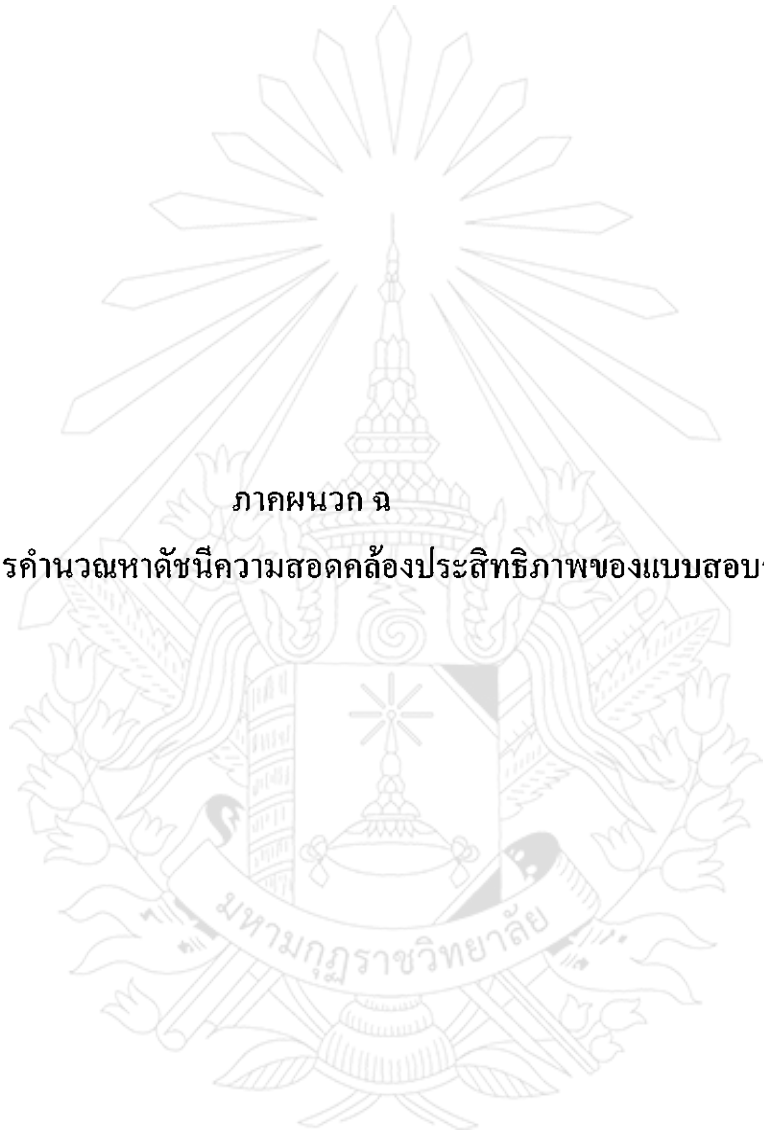 ภาคผนวก ฉ
รคำนวณหาดัชนีความสอดคล้องประสิทธิภาพของแบบสอบ
มหามกุฏราชวิทยาลัย